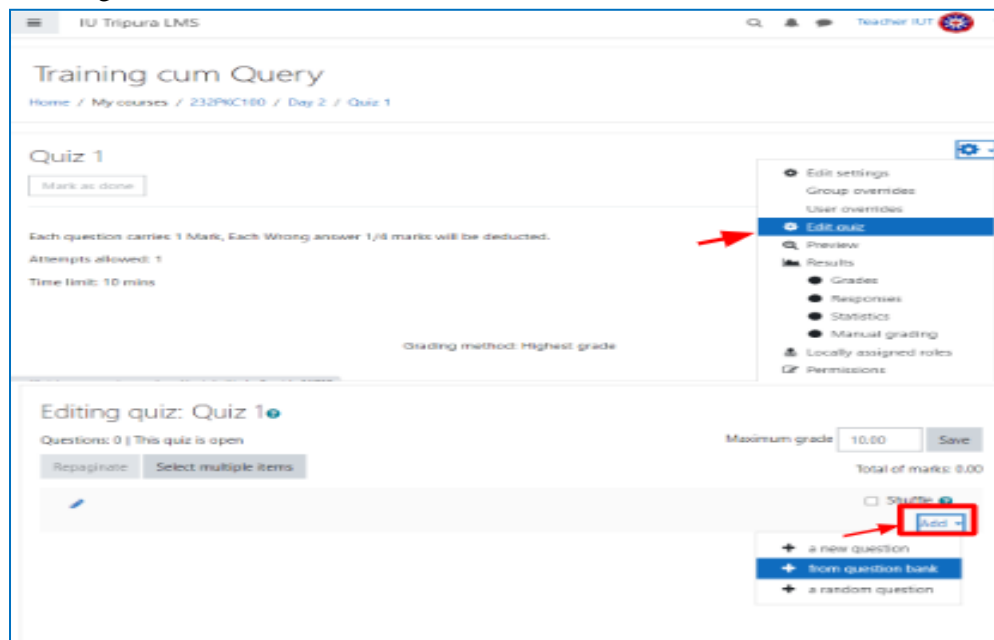 IU Tripura LMS
Teacher IUT
Training cum Query
Home / My courses / 232PKC100 / Day 2 / Quiz 1
Quiz 1
Mark as done
Edit settings
Group overrides
User overrides
Edit quiz
Preview
Results
Grades
Responses
Statistics
Manual grading
Locally assigned roles
Permissions
Each question carries 1 Mark, Each Wrong answer 1/4 marks will be deducted.
Attempts allowed: 1
Time limit: 10 mins
Grading method: Highest grade
Editing quiz: Quiz 1
Questions: 0 | This quiz is open
Maximum grade 10.00 Save
Repaginate Select multiple items
Total of marks: 0.00
Shuffle
Add
a new question
from question bank
a random question